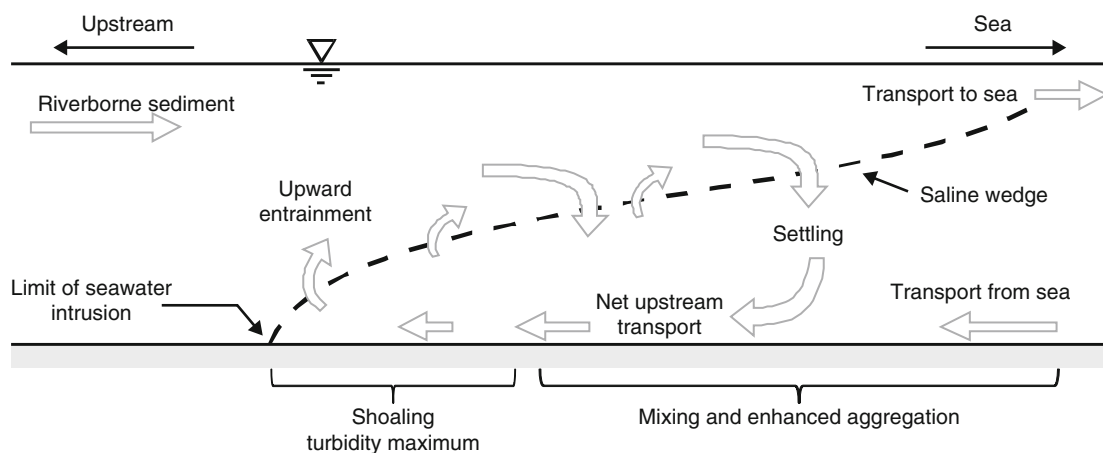 Upstream
Sea
Riverborne sediment
Transport to sea
Upward
entrainment
Saline wedge
Settling
Limit of seawater
intrusion
Net upstream
transport
Transport from sea
Shoaling
turbidity maximum
Mixing and enhanced aggregation